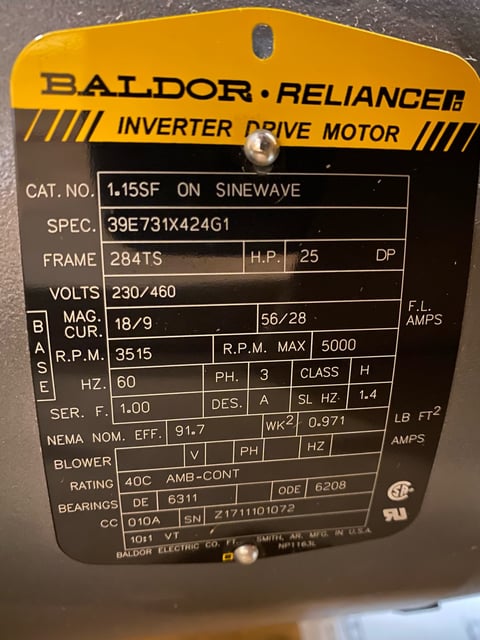 BALDOR · RELIANCE
INVERTER DRIVE MOTOR
CAT. NO. 1.15SF ON SINEWAVE
SPEC. 39E731X424G1
FRAME 284TS H.P. 25 DP
VOLTS 230/460
MAG. CUR. 18/9 56/28 F.L. AMPS
BASE
R.P.M. 3515 R.P.M. MAX 5000
HZ. 60 PH. 3 CLASS H
SER. F. 1.00 DES. A SL HZ 1.4
NEMA NOM. EFF. 91.7 WK2 0.971 LB FT2
BLOWER V PH HZ AMPS
RATING 40C AMB-CONT
BEARINGS DE 6311 ODE 6208
CC 010A SN Z1711101072
10:1 VT
BALDOR ELECTRIC CO. FT. SMITH, AR. MFG. IN U.S.A.
NP1163L